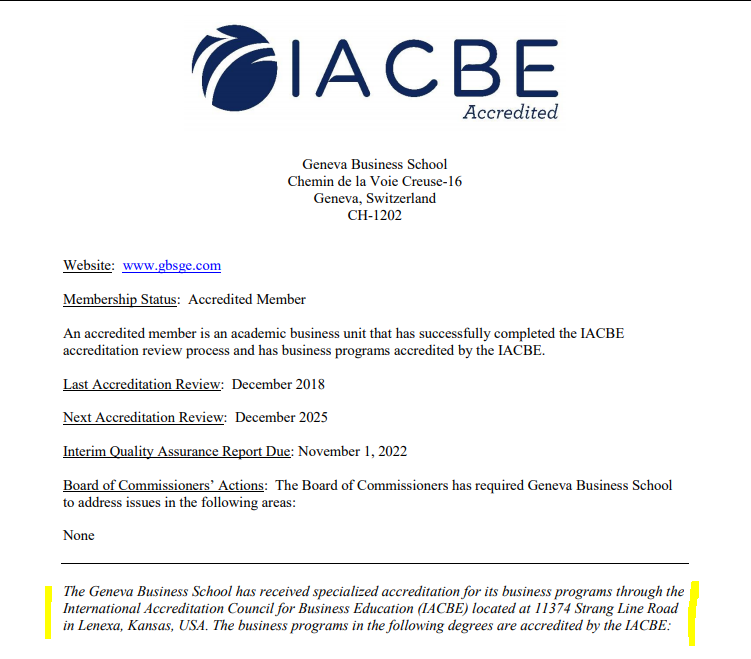 IACBE
Accredited
Geneva Business School
Chemin de la Voie Creuse-16
Geneva, Switzerland
CH-1202
Website: www.gbsge.com
Membership Status: Accredited Member
An accredited member is an academic business unit that has successfully completed the IACBE
accreditation review process and has business programs accredited by the IACBE.
Last Accreditation Review: December 2018
Next Accreditation Review: December 2025
Interim Quality Assurance Report Due: November 1, 2022
Board of Commissioners' Actions: The Board of Commissioners has required Geneva Business School
to address issues in the following areas:
None
The Geneva Business School has received specialized accreditation for its business programs through the
International Accreditation Council for Business Education (IACBE) located at 11374 Strang Line Road
in Lenexa, Kansas, USA. The business programs in the following degrees are accredited by the IACBE: